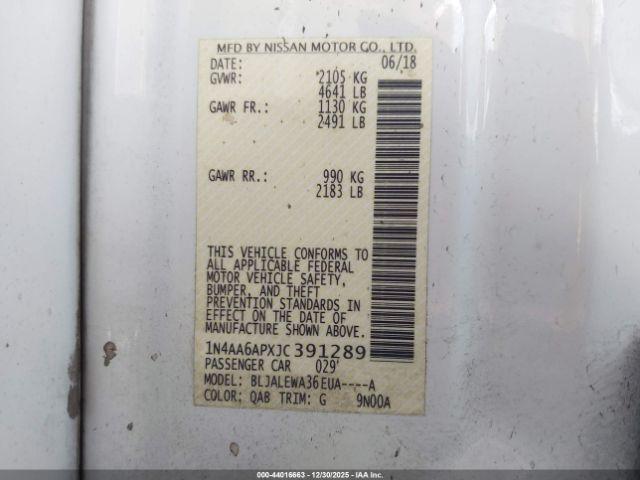 MFD BY NISSAN MOTOR CO., LTD.
DATE: 06/18
GVWR: 2105 KG
4641 LB
GAWR FR.: 1130 KG
2491 LB
GAWR RR.: 990 KG
2183 LB
THIS VEHICLE CONFORMS TO
ALL APPLICABLE FEDERAL
MOTOR VEHICLE SAFETY,
BUMPER, AND THEFT
PREVENTION STANDARDS IN
EFFECT ON THE DATE OF
MANUFACTURE SHOWN ABOVE.
1N4AA6APXJC391289
PASSENGER CAR 029'
MODEL: BLJALEWA36EUA----A
COLOR: QAB TRIM: G 9N00A
000-44016663 - 12/30/2025 - IAA Inc.